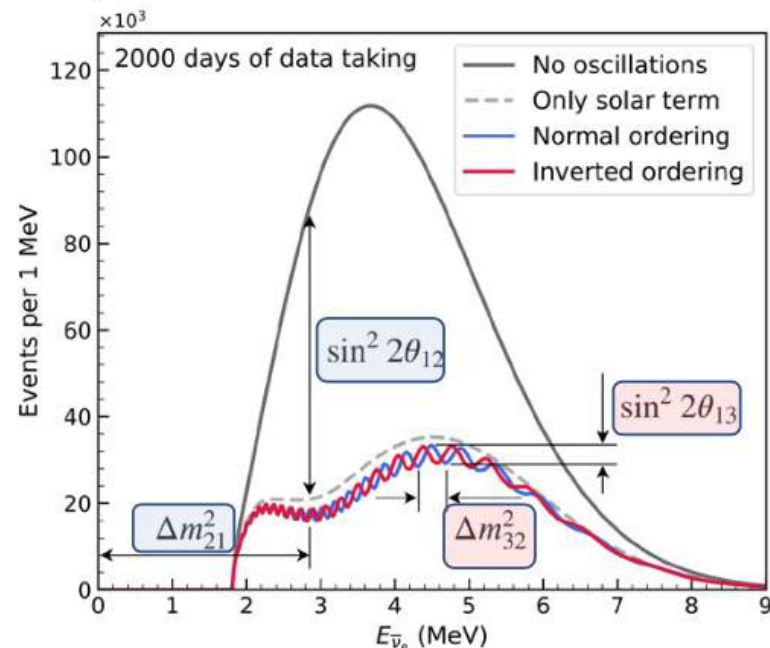 ×10³
2000 days of data taking
No oscillations
Only solar term
Normal ordering
Inverted ordering
120
100
80
60
40
20
0
Events per 1 MeV
sin² 2θ₁₂
sin² 2θ₁₃
Δm²₂₁
Δm²₃₂
0 1 2 3 4 5 6 7 8 9
E_ν̅ₑ (MeV)